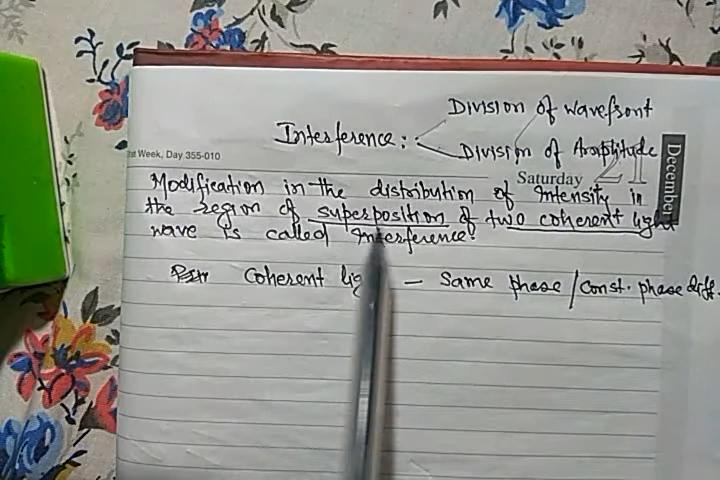 Division of Wavefront
Interference:
Division of Amplitude
st Week, Day 355-010
Saturday 21
December
Modification in the distribution of Intensity in
the region of superposition of two coherent light
wave is called Interference.
Coherent lig — Same phase / Const. phase diff.